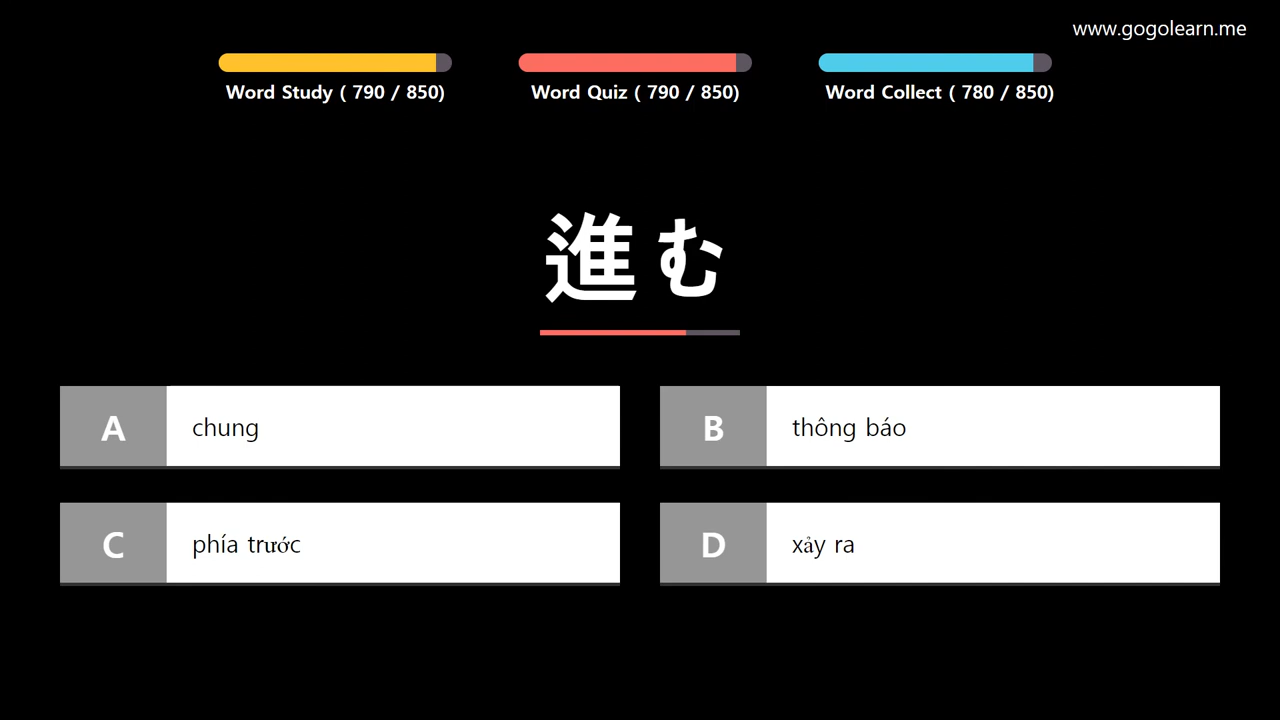 www.gogolearn.me
Word Study ( 790 / 850)
Word Quiz ( 790 / 850)
Word Collect ( 780 / 850)
進む
A chung
B thông báo
C phía trước
D xảy ra